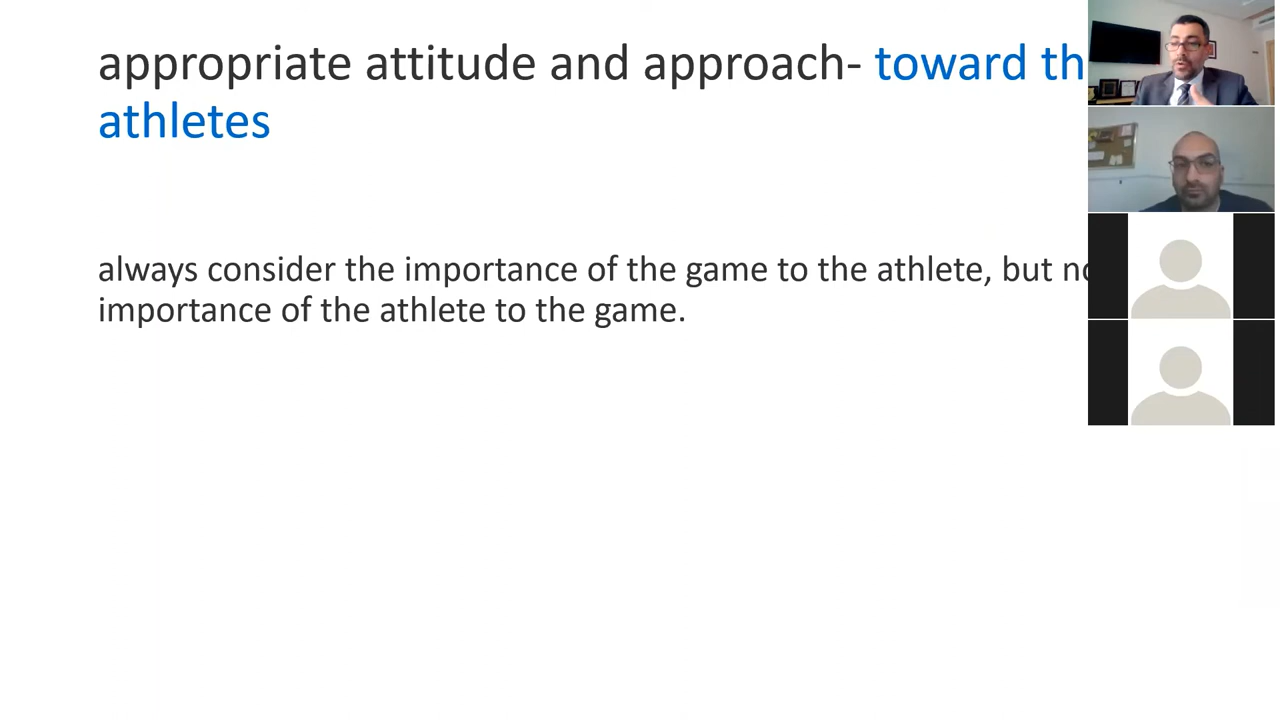 appropriate attitude and approach- toward th
athletes
always consider the importance of the game to the athlete, but
importance of the athlete to the game.